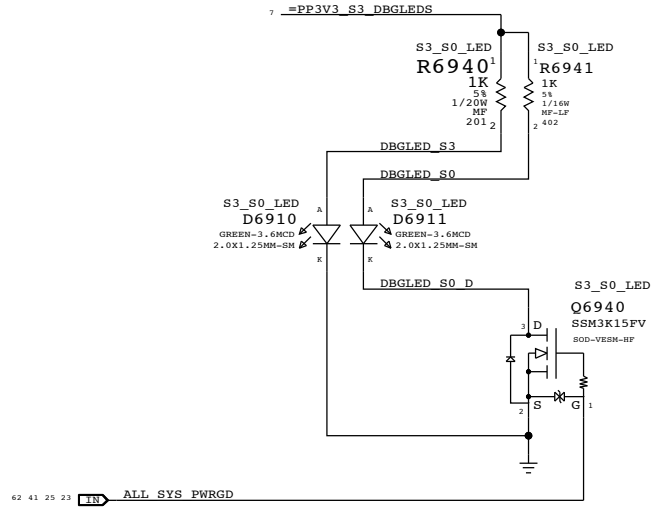 7 =PP3V3_S3_DBGLEDS
S3_S0_LED
R6940
1
1K
5%
1/20W
MF
201
2
S3_S0_LED
1
R6941
1K
5%
1/16W
MF-LF
402
2
DBGLED_S3
DBGLED_S0
S3_S0_LED
D6910
GREEN-3.6MCD
2.0X1.25MM-SM
A
K
S3_S0_LED
D6911
GREEN-3.6MCD
2.0X1.25MM-SM
A
K
DBGLED_S0_D
S3_S0_LED
Q6940
SSM3K15FV
SOD-VESM-HF
3 D
S G
2 1
62 41 25 23 IN ALL_SYS_PWRGD